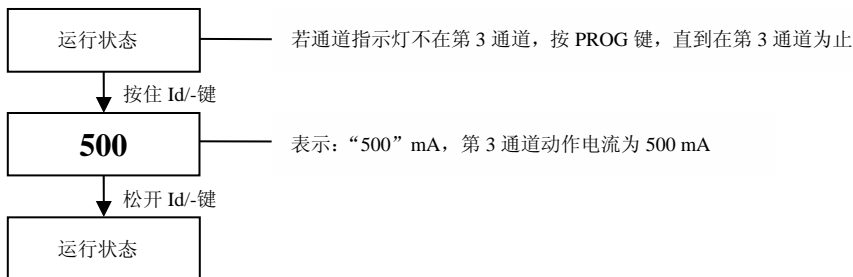 运行状态
若通道指示灯不在第 3 通道，按 PROG 键，直到在第 3 通道为止
按住 Id/-键
500
表示：“500”mA，第 3 通道动作电流为 500 mA
松开 Id/-键
运行状态